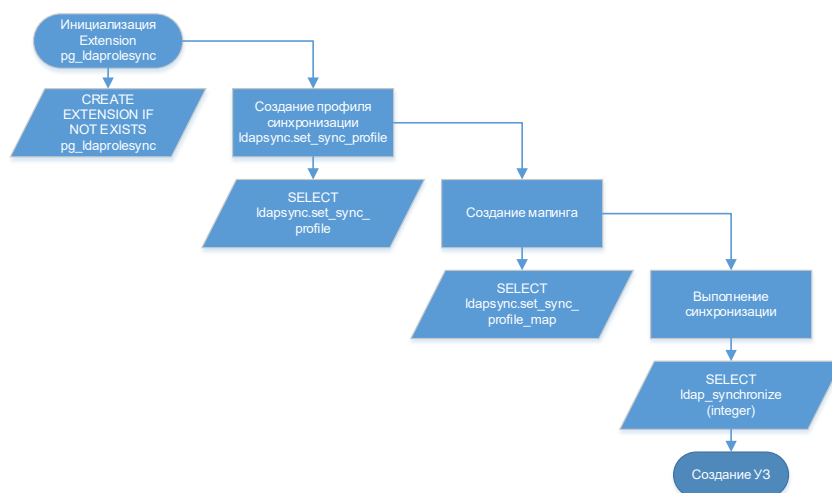 Инициализация
Extension
pg_ldaprolesync
CREATE
EXTENSION IF
NOT EXISTS
pg_ldaprolesync
Создание профиля
синхронизации
ldapsync.set_sync_profile
SELECT
ldapsync.set_sync_
profile
Создание мапинга
SELECT
ldapsync.set_sync_
profile_map
Выполнение
синхронизации
SELECT
ldap_synchronize
(integer)
Создание УЗ